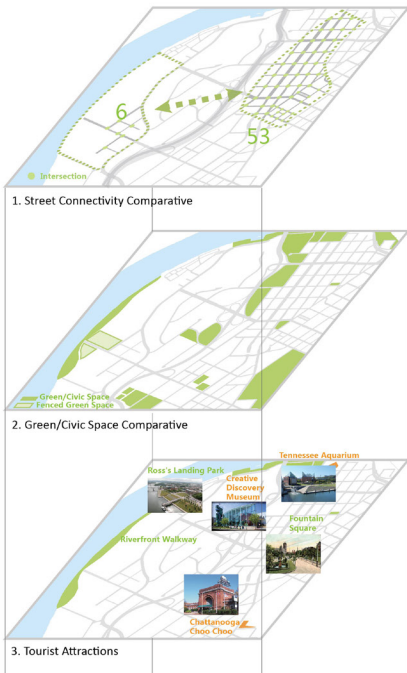 6
53
Intersection
1. Street Connectivity Comparative
Green/Civic Space
Fenced Green Space
2. Green/Civic Space Comparative
Tennessee Aquarium
Ross's Landing Park
Creative
Discovery
Museum
Fountain
Square
Riverfront Walkway
Chattanooga
Choo Choo
3. Tourist Attractions